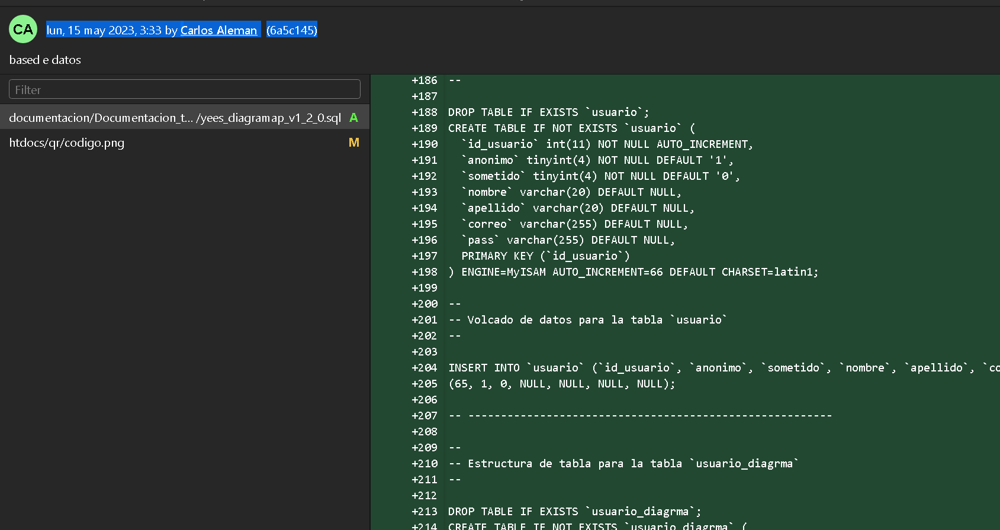 CA
lun, 15 may 2023, 3:33 by Carlos Aleman (6a5c145)
based e datos
Filter
documentacion/Documentacion_t... /yees_diagramap_v1_2_0.sql A
htdocs/qr/codigo.png M
+186 --
+187
+188 DROP TABLE IF EXISTS `usuario`;
+189 CREATE TABLE IF NOT EXISTS `usuario` (
+190 `id_usuario` int(11) NOT NULL AUTO_INCREMENT,
+191 `anonimo` tinyint(4) NOT NULL DEFAULT '1',
+192 `sometido` tinyint(4) NOT NULL DEFAULT '0',
+193 `nombre` varchar(20) DEFAULT NULL,
+194 `apellido` varchar(20) DEFAULT NULL,
+195 `correo` varchar(255) DEFAULT NULL,
+196 `pass` varchar(255) DEFAULT NULL,
+197 PRIMARY KEY (`id_usuario`)
+198 ) ENGINE=MyISAM AUTO_INCREMENT=66 DEFAULT CHARSET=latin1;
+199
+200 --
+201 -- Volcado de datos para la tabla `usuario`
+202 --
+203
+204 INSERT INTO `usuario` (`id_usuario`, `anonimo`, `sometido`, `nombre`, `apellido`, `co
+205 (65, 1, 0, NULL, NULL, NULL, NULL);
+206
+207 -- --------------------------------------------------------
+208
+209 --
+210 -- Estructura de tabla para la tabla `usuario_diagrma`
+211 --
+212
+213 DROP TABLE IF EXISTS `usuario_diagrma`;
+214 CREATE TABLE IF NOT EXISTS `usuario_diagrma` (